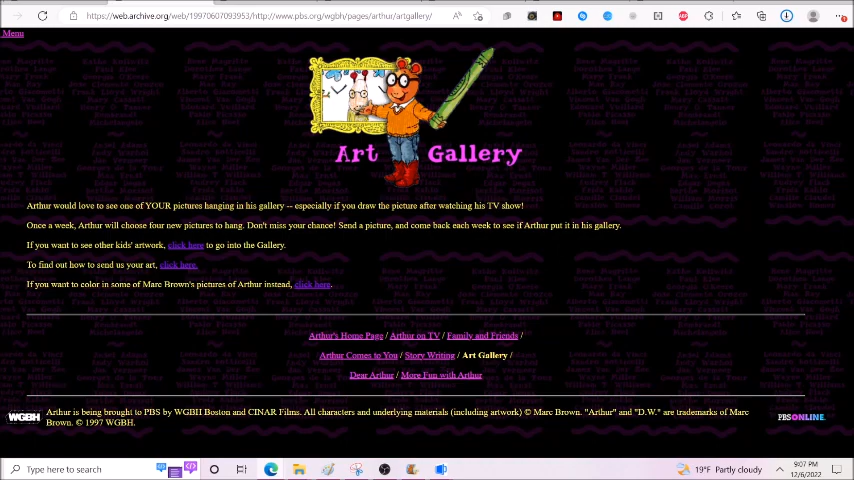 https://web.archive.org/web/19970607093953/http://www.pbs.org/wgbh/pages/arthur/artgallery/
Menu
Art Gallery
Arthur would love to see one of YOUR pictures hanging in his gallery -- especially if you draw the picture after watching his TV show!
Once a week, Arthur will choose four new pictures to hang. Don't miss your chance! Send a picture, and come back each week to see if Arthur put it in his gallery.
If you want to see other kids' artwork, click here to go into the Gallery.
To find out how to send us your art, click here.
If you want to color in some of Marc Brown's pictures of Arthur instead, click here.
Arthur's Home Page / Arthur on TV / Family and Friends /
Arthur Comes to You / Story Writing / Art Gallery /
Dear Arthur / More Fun with Arthur
WGBH
Arthur is being brought to PBS by WGBH Boston and CINAR Films. All characters and underlying materials (including artwork) © Marc Brown. "Arthur" and "D.W." are trademarks of Marc
Brown. © 1997 WGBH.
PBS ONLINE
Type here to search
19°F Partly cloudy
9:07 PM
12/6/2022